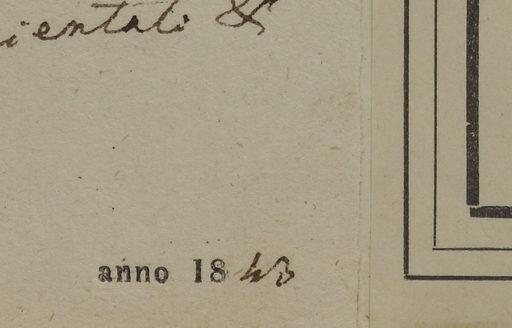 ientali &
anno 1843